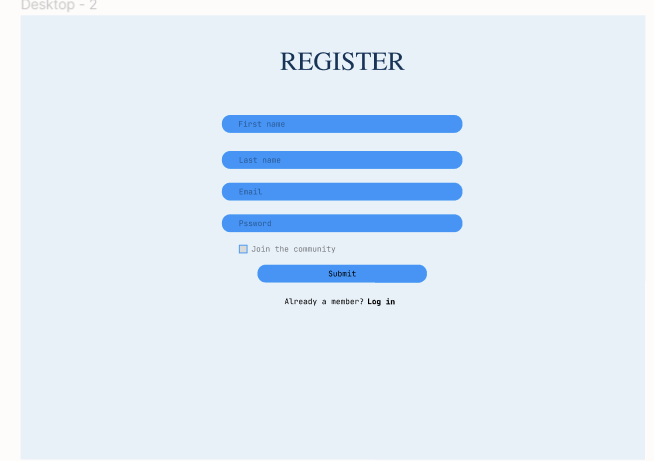 Desktop - 2
REGISTER
First name
Last name
Email
Pssword
Join the community
Submit
Already a member? Log in